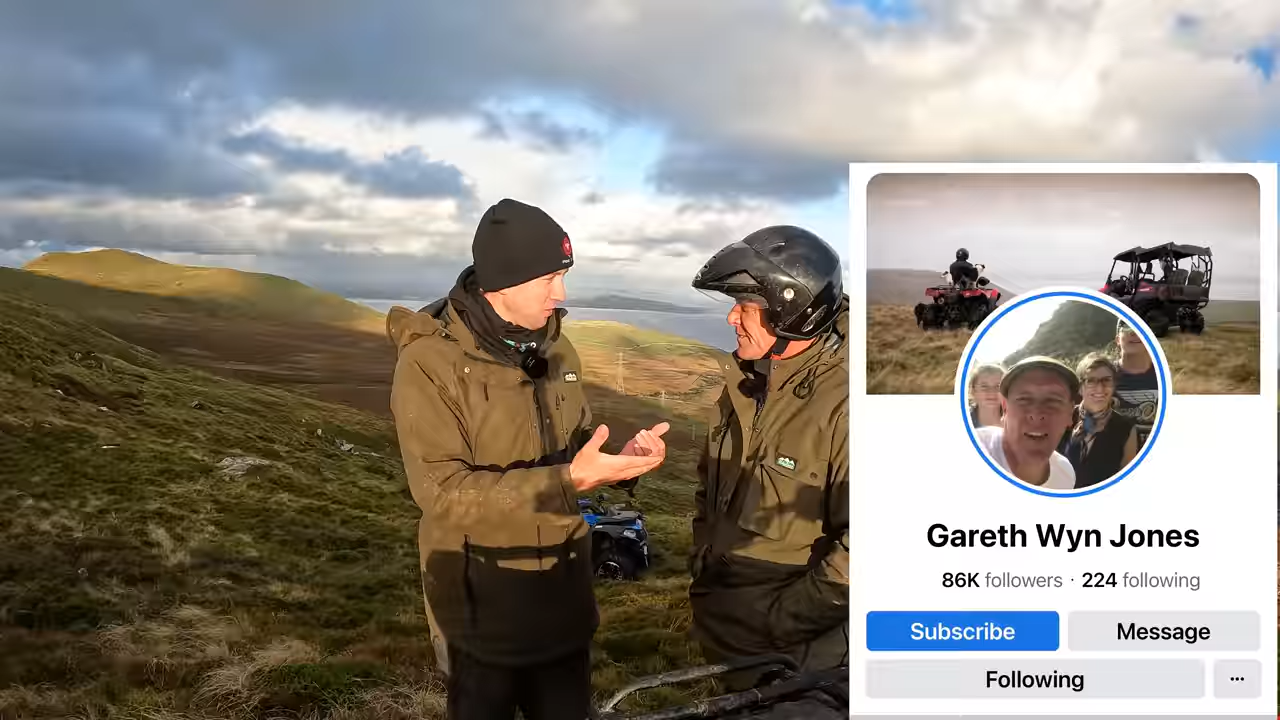 Gareth Wyn Jones
86K followers · 224 following
Subscribe
Message
Following